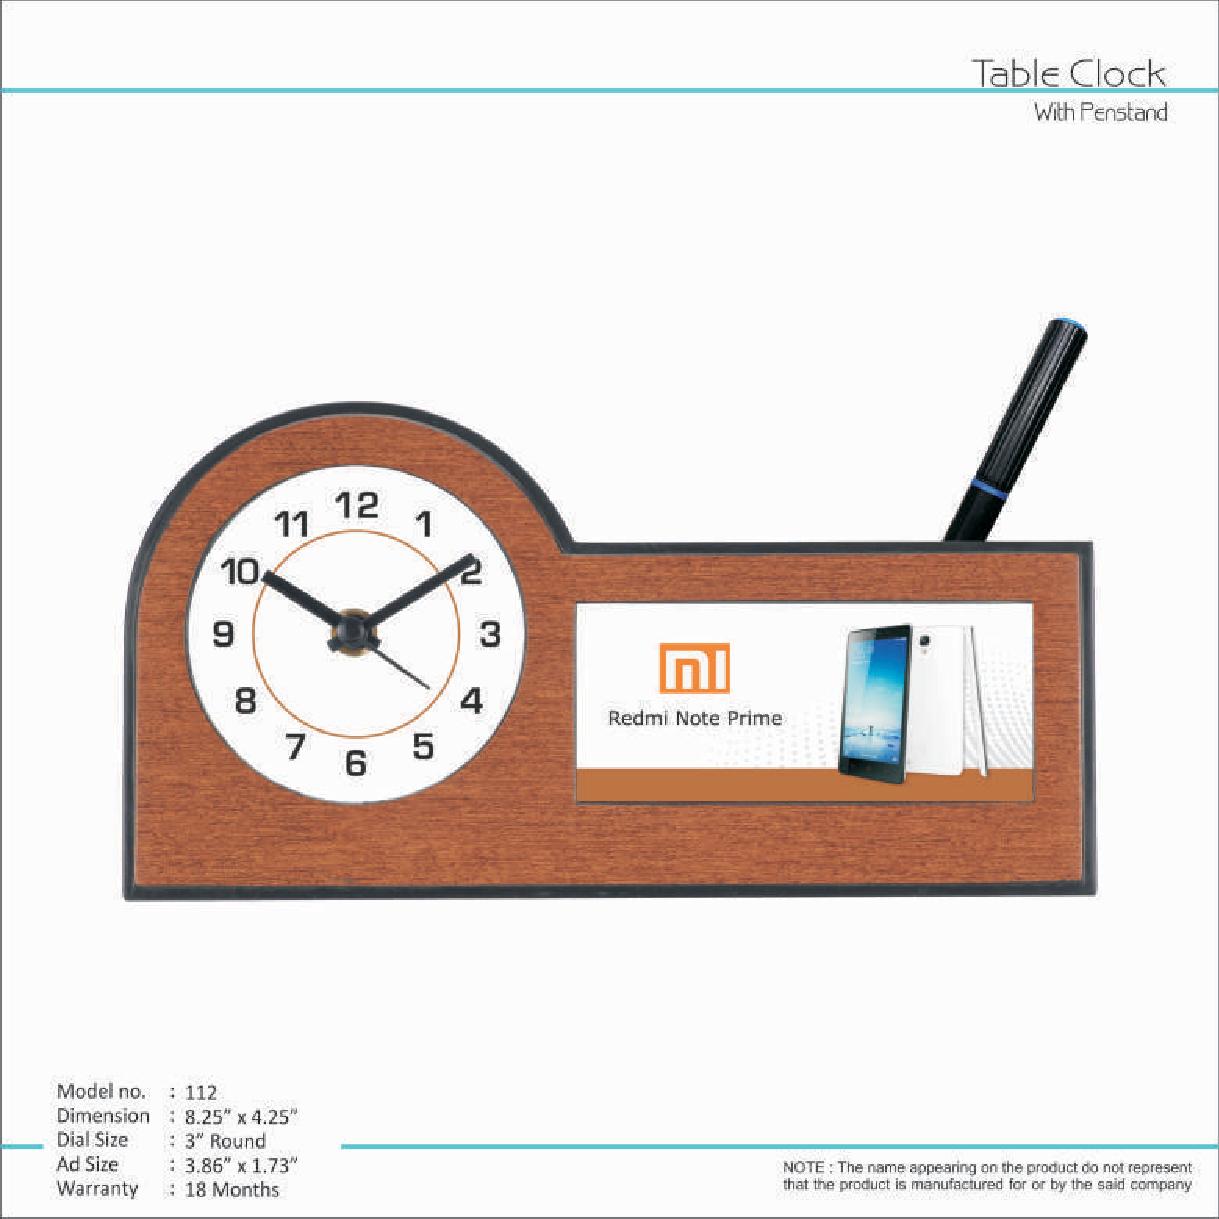 Table Clock
With Penstand
12
11
1
10
2
9
3
8
4
7
5
6
mi
Redmi Note Prime
Model no. : 112
Dimension : 8.25" x 4.25"
Dial Size : 3" Round
Ad Size : 3.86" x 1.73"
Warranty : 18 Months
NOTE : The name appearing on the product do not represent
that the product is manufactured for or by the said company